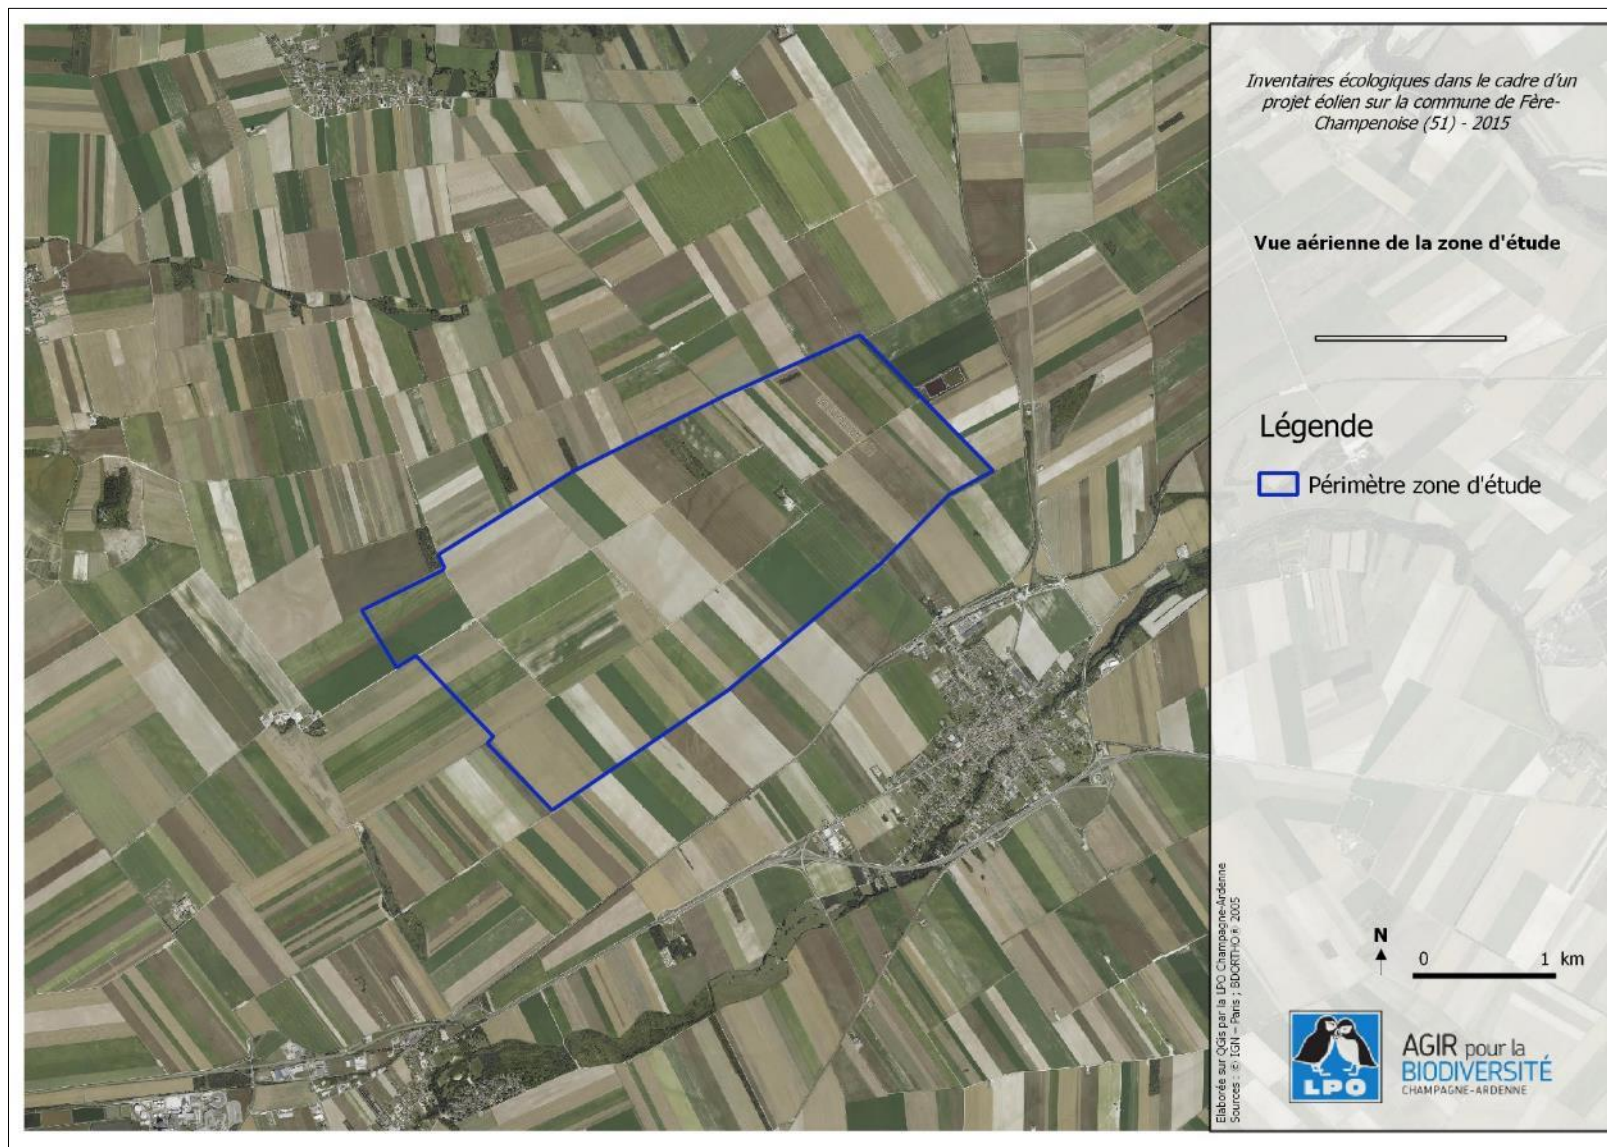 Inventaires écologiques dans le cadre d'un
projet éolien sur la commune de Fère-
Champenoise (51) - 2015
Vue aérienne de la zone d'étude
Légende
Périmètre zone d'étude
Elaborée sur QGis par la LPO Champagne-Ardenne
Sources : © IGN – Paris ; BDORTHO® 2005
N
0 1 km
LPO
AGIR pour la
BIODIVERSITÉ
CHAMPAGNE-ARDENNE